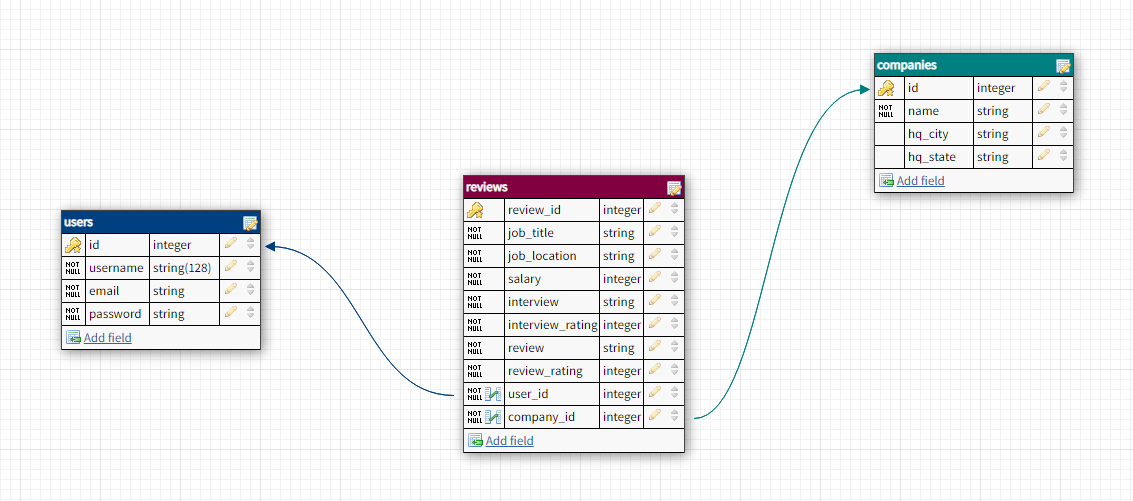 companies
id integer
NOT NULL name string
hq_city string
hq_state string
Add field
reviews
review_id integer
NOT NULL job_title string
NOT NULL job_location string
NOT NULL salary integer
NOT NULL interview string
NOT NULL interview_rating integer
NOT NULL review string
NOT NULL review_rating integer
NOT NULL user_id integer
NOT NULL company_id integer
Add field
users
id integer
NOT NULL username string(128)
NOT NULL email string
NOT NULL password string
Add field